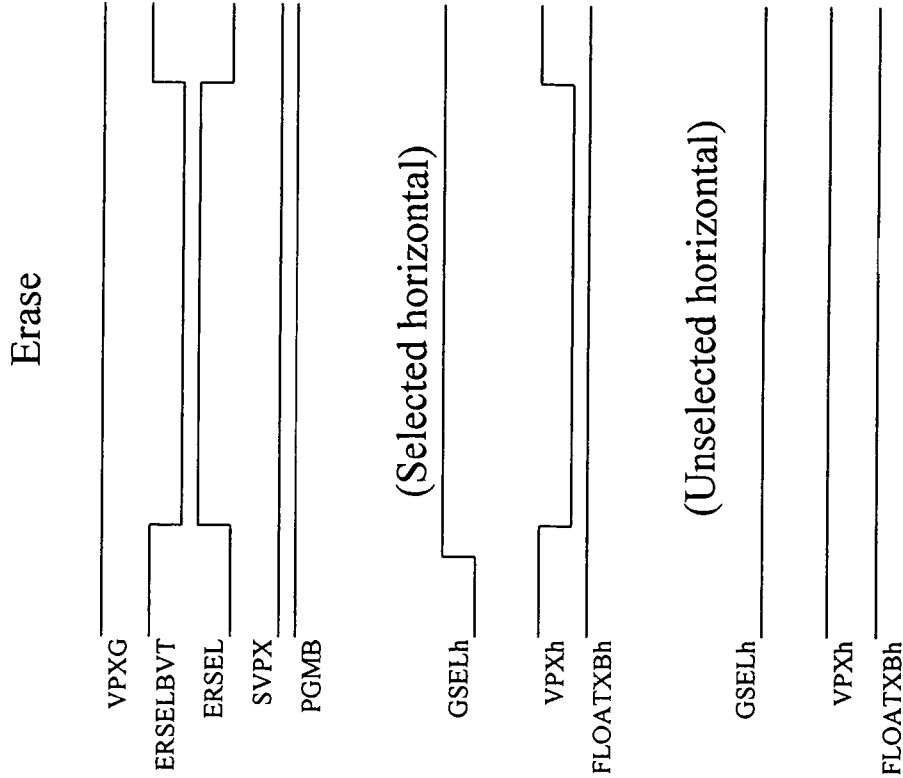 Erase
VPXG
ERSELBVT
ERSEL
SVPX
PGMB
(Selected horizontal)
GSELh
VPXh
FLOATXBh
(Unselected horizontal)
GSELh
VPXh
FLOATXBh